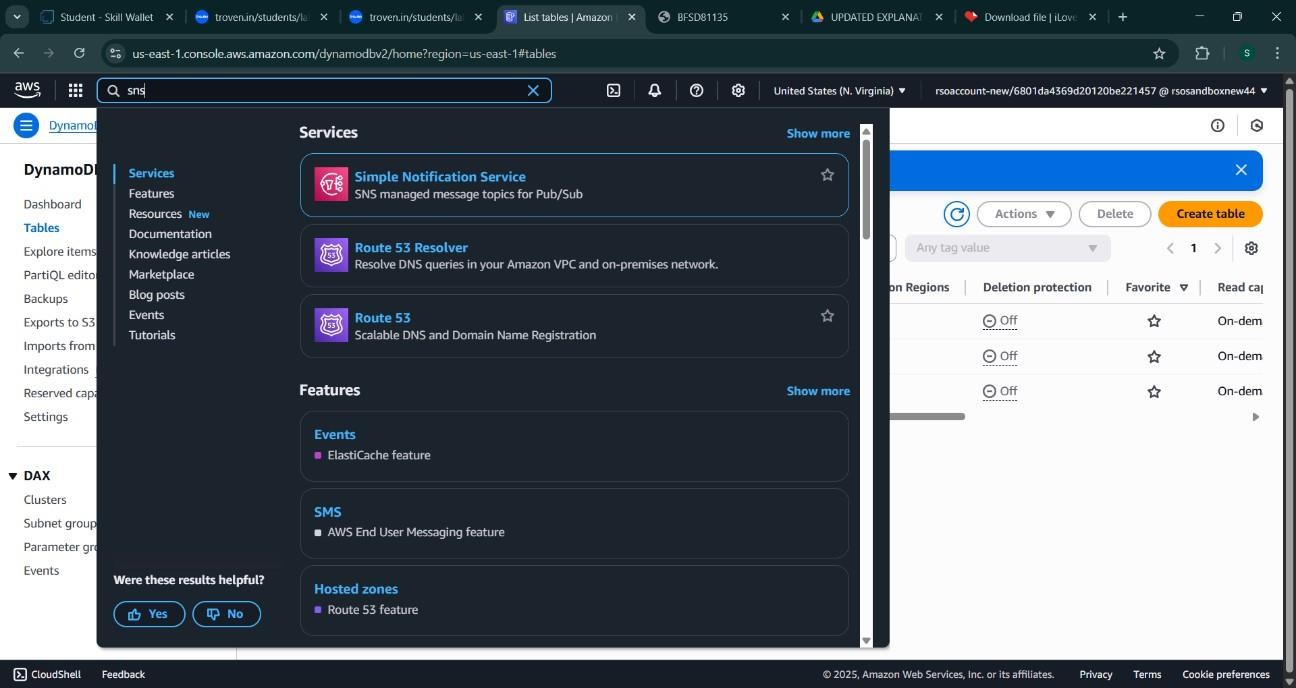 Student - Skill Wallet
troven.in/students/la
troven.in/students/la
List tables | Amazon
BFSD81135
UPDATED EXPLANAT
Download file | iLove
us-east-1.console.aws.amazon.com/dynamodbv2/home?region=us-east-1#tables
S
aws
sns
United States (N. Virginia)
rsoaccount-new/6801da4369d20120be221457 @ rsosandboxnew44
DynamoD
Services
Show more
Services
Features
Resources New
Documentation
Knowledge articles
Marketplace
Blog posts
Events
Tutorials
Simple Notification Service
SNS managed message topics for Pub/Sub
Route 53 Resolver
Resolve DNS queries in your Amazon VPC and on-premises network.
Route 53
Scalable DNS and Domain Name Registration
Features
Show more
Events
ElastiCache feature
SMS
AWS End User Messaging feature
Hosted zones
Route 53 feature
Were these results helpful?
Yes
No
DynamoD
Dashboard
Tables
Explore items
PartiQL edito
Backups
Exports to S3
Imports from
Integrations
Reserved capa
Settings
DAX
Clusters
Subnet group
Parameter gro
Events
Actions
Delete
Create table
Any tag value
1
on Regions
Deletion protection
Favorite
Read cap
Off
On-dem
Off
On-dem
Off
On-dem
CloudShell
Feedback
© 2025, Amazon Web Services, Inc. or its affiliates.
Privacy
Terms
Cookie preferences